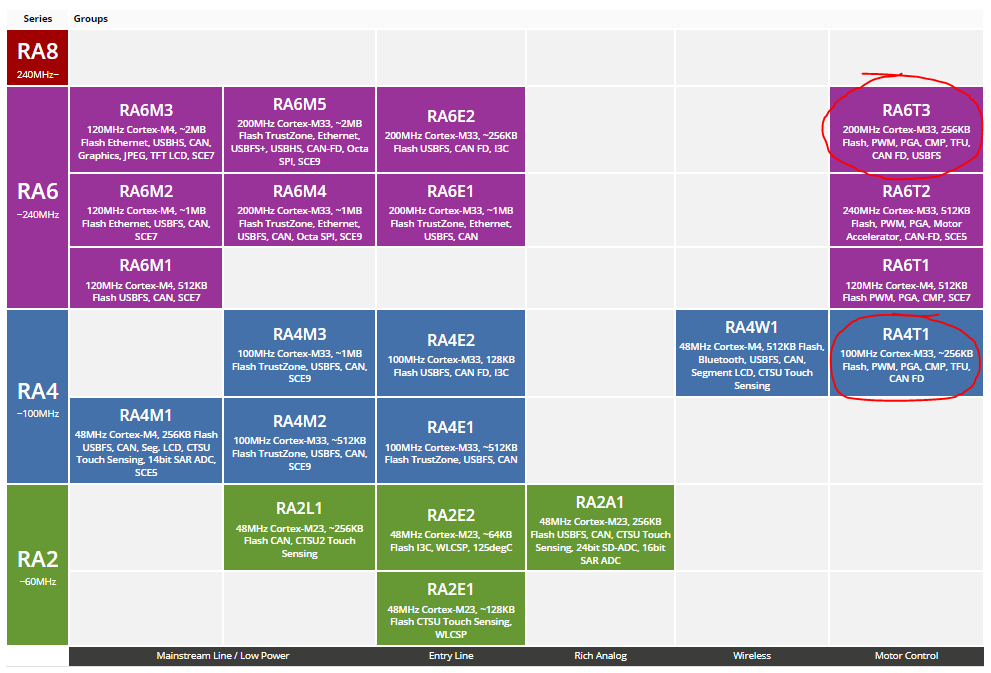 Series Groups
RA8
240MHz~
RA6
~240MHz
RA6M3
120MHz Cortex-M4, ~2MB
Flash Ethernet, USBHS, CAN,
Graphics, JPEG, TFT LCD, SCE7
RA6M5
200MHz Cortex-M33, ~2MB
Flash TrustZone, Ethernet,
USBFS+, USBHS, CAN-FD, Octa
SPI, SCE9
RA6E2
200MHz Cortex-M33, ~256KB
Flash USBFS, CAN FD, I3C
RA6T3
200MHz Cortex-M33, 256KB
Flash, PWM, PGA, CMP, TFU,
CAN FD, USBFS
RA6M2
120MHz Cortex-M4, ~1MB
Flash Ethernet, USBFS, CAN,
SCE7
RA6M4
200MHz Cortex-M33, ~1MB
Flash TrustZone, Ethernet,
USBFS, CAN, Octa SPI, SCE9
RA6E1
200MHz Cortex-M33, ~1MB
Flash TrustZone, Ethernet,
USBFS, CAN
RA6T2
240MHz Cortex-M33, 512KB
Flash, PWM, PGA, Motor
Accelerator, CAN-FD, SCE5
RA6M1
120MHz Cortex-M4, 512KB
Flash USBFS, CAN, SCE7
RA6T1
120MHz Cortex-M4, 512KB
Flash PWM, PGA, CMP, SCE7
RA4
~100MHz
RA4M3
100MHz Cortex-M33, ~1MB
Flash TrustZone, USBFS, CAN,
SCE9
RA4E2
100MHz Cortex-M33, 128KB
Flash USBFS, CAN FD, I3C
RA4W1
48MHz Cortex-M4, 512KB Flash,
Bluetooth, USBFS, CAN,
Segment LCD, CTSU Touch
Sensing
RA4T1
100MHz Cortex-M33, ~256KB
Flash, PWM, PGA, CMP, TFU,
CAN FD
RA4M1
48MHz Cortex-M4, 256KB Flash
USBFS, CAN, Seg. LCD, CTSU
Touch Sensing, 14bit SAR ADC,
SCE5
RA4M2
100MHz Cortex-M33, ~512KB
Flash TrustZone, USBFS, CAN,
SCE9
RA4E1
100MHz Cortex-M33, ~512KB
Flash TrustZone, USBFS, CAN
RA2
~60MHz
RA2L1
48MHz Cortex-M23, ~256KB
Flash CAN, CTSU2 Touch
Sensing
RA2E2
48MHz Cortex-M23, ~64KB
Flash I3C, WLCSP, 125degC
RA2A1
48MHz Cortex-M23, 256KB
Flash USBFS, CAN, CTSU Touch
Sensing, 24bit SD-ADC, 16bit
SAR ADC
RA2E1
48MHz Cortex-M23, ~128KB
Flash CTSU Touch Sensing,
WLCSP
Mainstream Line / Low Power Entry Line Rich Analog Wireless Motor Control